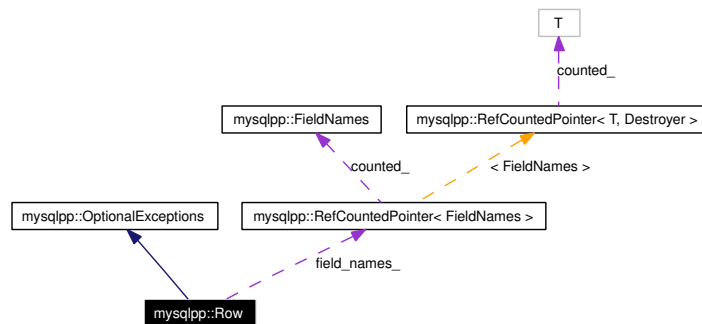 T
counted_
mysqlpp::FieldNames
mysqlpp::RefCountedPointer< T, Destroyer >
counted_
< FieldNames >
mysqlpp::OptionalExceptions
mysqlpp::RefCountedPointer< FieldNames >
field_names_
mysqlpp::Row